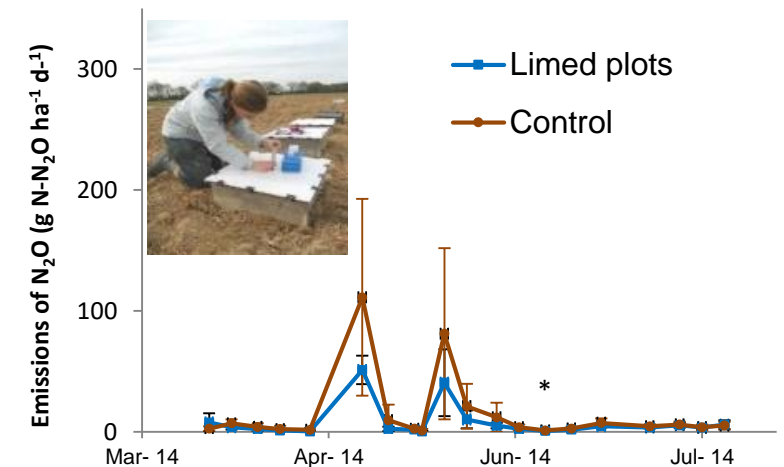 Emissions of N₂O (g N-N₂O ha⁻¹ d-¹)
300
200
100
0
Limed plots
Control
*
Mar- 14
Apr- 14
Jun- 14
Jul- 14